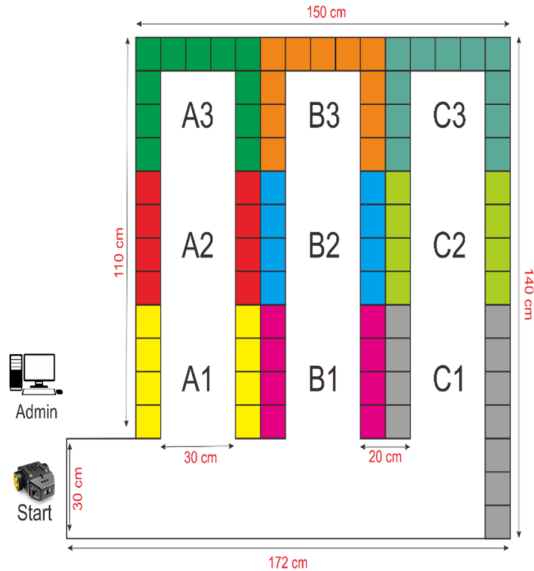 150 cm
A3
B3
C3
110 cm
A2
B2
C2
140 cm
A1
B1
C1
Admin
30 cm
20 cm
30 cm
Start
172 cm